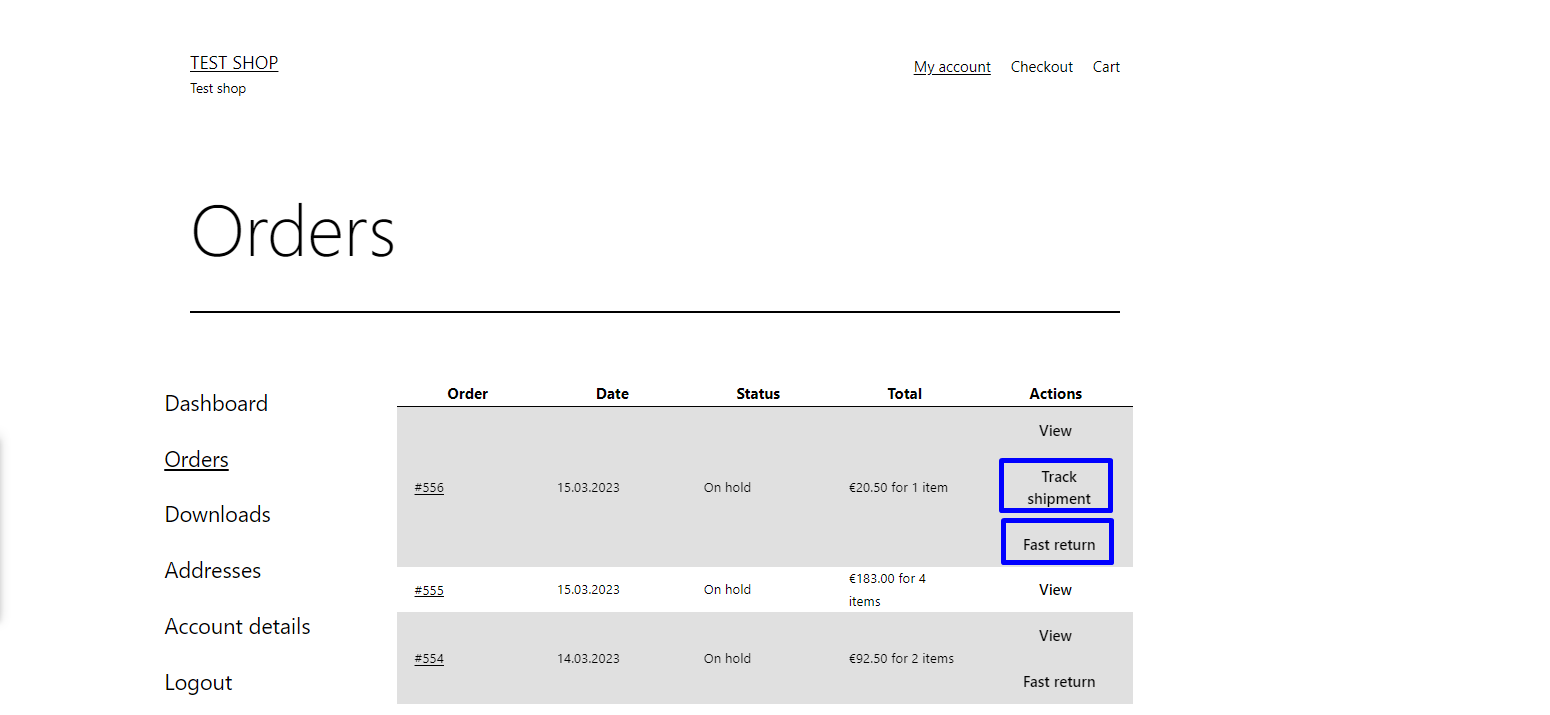 TEST SHOP
Test shop
My account Checkout Cart
Orders
Dashboard
Orders
Downloads
Addresses
Account details
Logout
Order Date Status Total Actions
#556 15.03.2023 On hold €20.50 for 1 item
View
Track
shipment
Fast return
#555 15.03.2023 On hold €183.00 for 4
items
View
#554 14.03.2023 On hold €92.50 for 2 items
View
Fast return